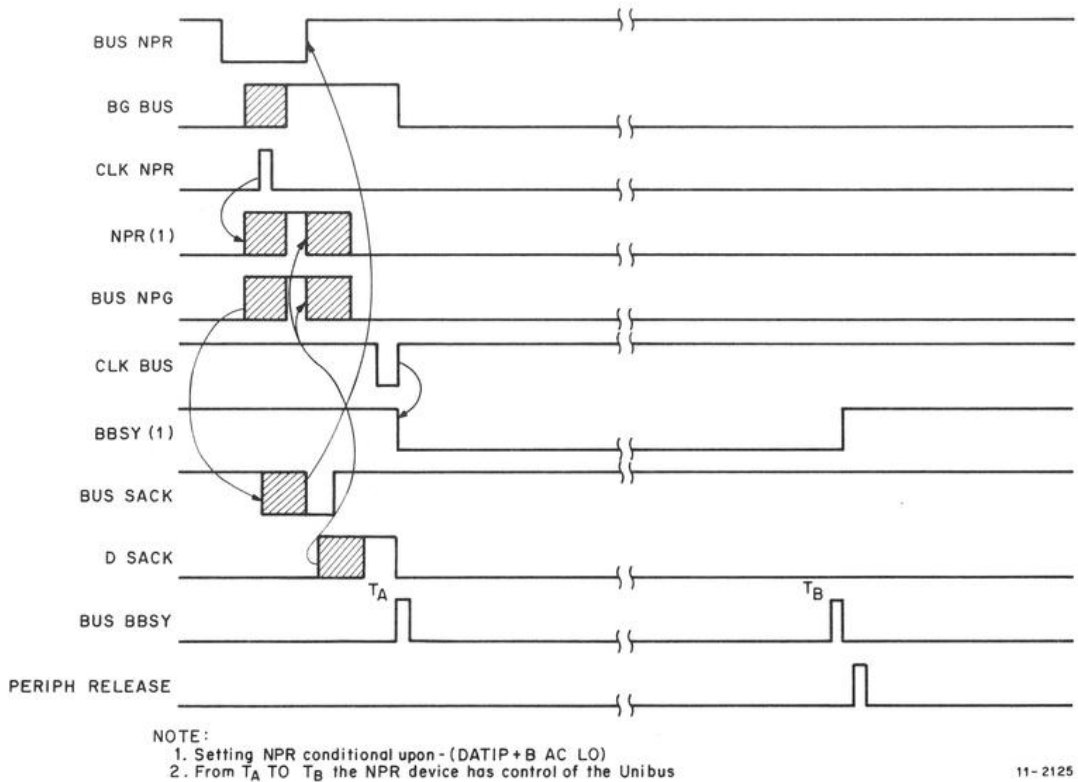 BUS NPR
BG BUS
CLK NPR
NPR (1)
BUS NPG
CLK BUS
BBSY (1)
BUS SACK
D SACK
TA
TB
BUS BBSY
PERIPH RELEASE
NOTE:
1. Setting NPR conditional upon - (DATIP + B AC LO)
2. From TA TO TB the NPR device has control of the Unibus
11-2125